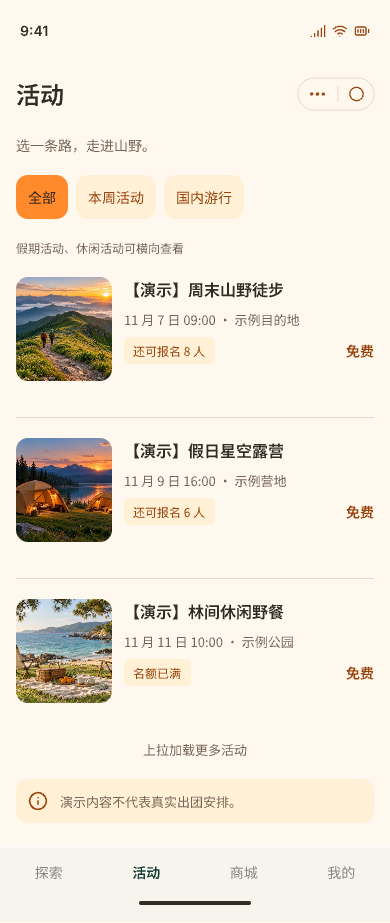 9:41
活动
选一条路，走进山野。
全部 本周活动 国内游行
假期活动、休闲活动可横向查看
【演示】周末山野徒步
11 月 7 日 09:00 · 示例目的地
还可报名 8 人 免费
【演示】假日星空露营
11 月 9 日 16:00 · 示例营地
还可报名 6 人 免费
【演示】林间休闲野餐
11 月 11 日 10:00 · 示例公园
名额已满 免费
上拉加载更多活动
演示内容不代表真实出团安排。
探索 活动 商城 我的